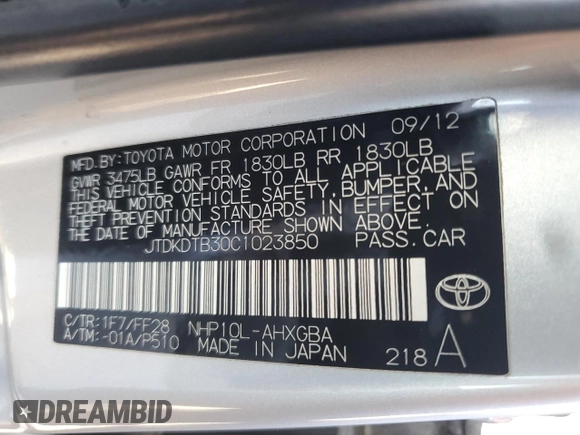 MFD.BY:TOYOTA MOTOR CORPORATION 09/12
GVWR 3475LB GAWR FR 1830LB RR 1830LB
THIS VEHICLE CONFORMS TO ALL APPLICABLE
FEDERAL MOTOR VEHICLE SAFETY,BUMPER,AND
THEFT PREVENTION STANDARDS IN EFFECT ON
THE DATE OF MANUFACTURE SHOWN ABOVE.
JTDKDTB30C1023850 PASS.CAR
C/TR:1F7/FF28 NHP10L-AHXGBA
A/TM:-01A/P510 MADE IN JAPAN 218 A
DREAMBID